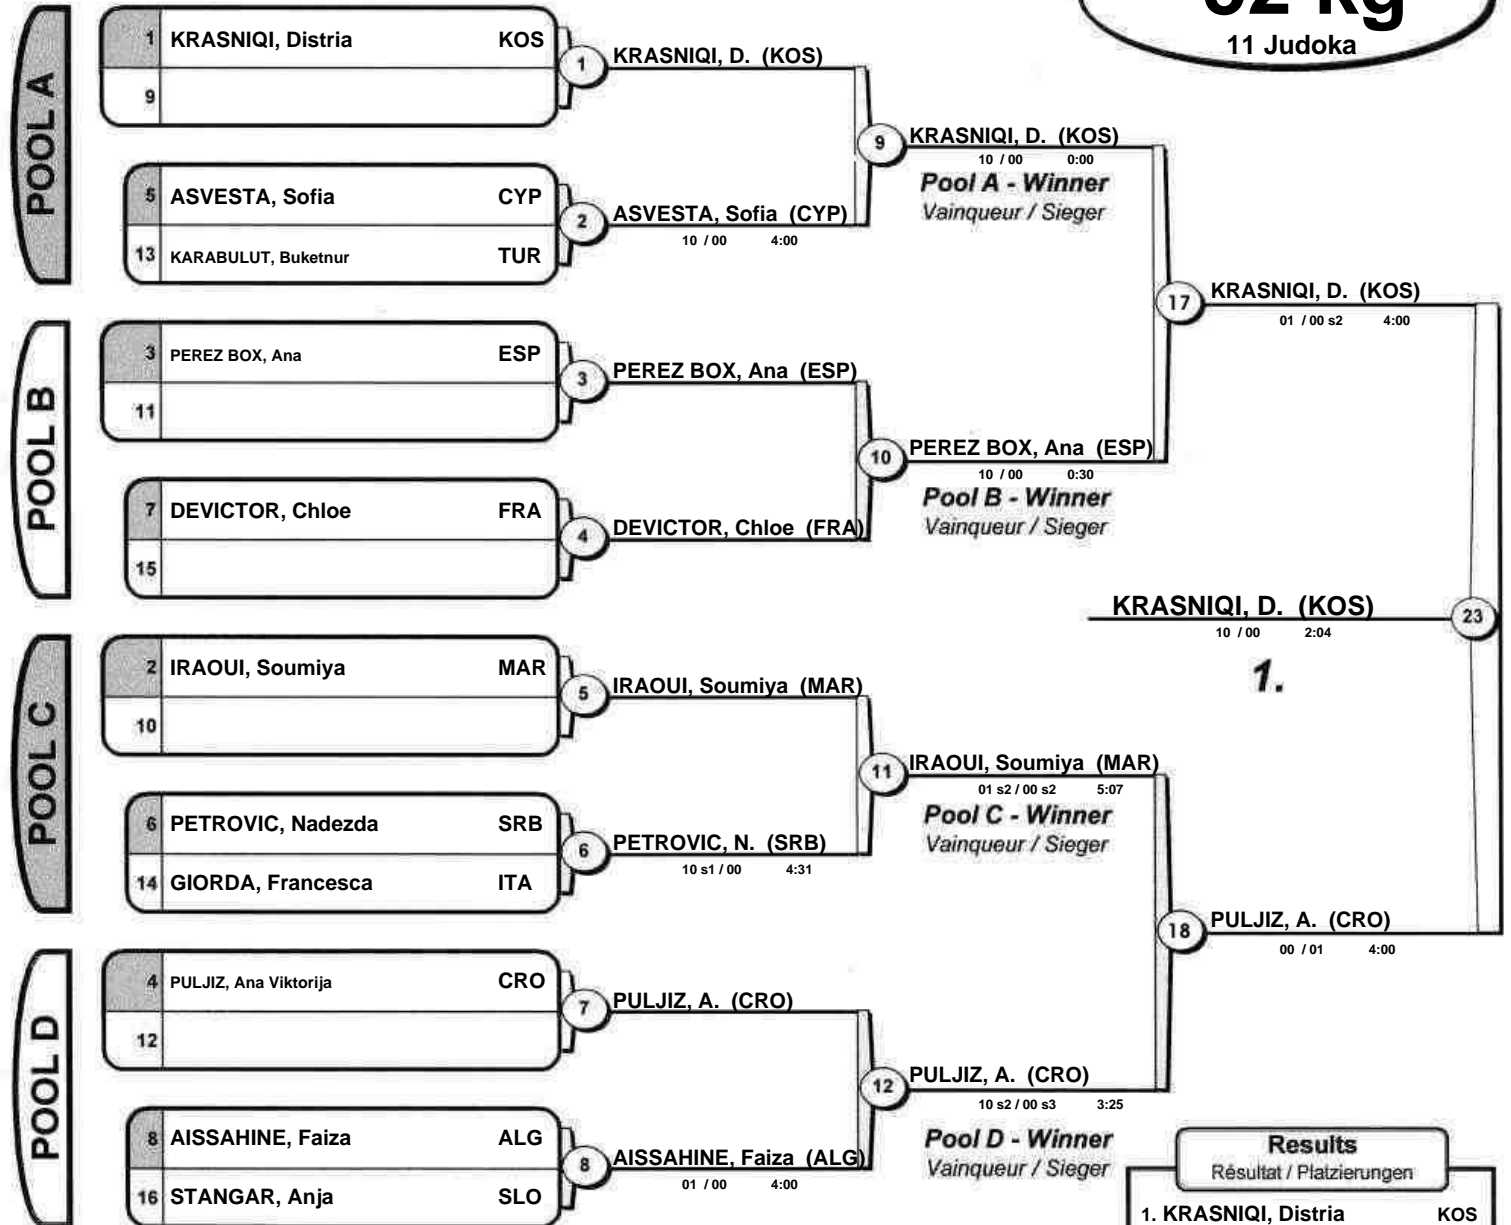 52 kg
11 Judoka
POOL A
1 KRASNIQI, Distria KOS
9
1 KRASNIQI, D. (KOS)
5 ASVESTA, Sofia CYP
13 KARABULUT, Buketnur TUR
2 ASVESTA, Sofia (CYP)
10 / 00 4:00
9 KRASNIQI, D. (KOS)
10 / 00 0:00
Pool A - Winner
Vainqueur / Sieger
POOL B
3 PEREZ BOX, Ana ESP
11
3 PEREZ BOX, Ana (ESP)
7 DEVICTOR, Chloe FRA
15
4 DEVICTOR, Chloe (FRA)
10 PEREZ BOX, Ana (ESP)
10 / 00 0:30
Pool B - Winner
Vainqueur / Sieger
17 KRASNIQI, D. (KOS)
01 / 00 s2 4:00
KRASNIQI, D. (KOS) 23
10 / 00 2:04
1.
POOL C
2 IRAOUI, Soumiya MAR
10
5 IRAOUI, Soumiya (MAR)
6 PETROVIC, Nadezda SRB
14 GIORDA, Francesca ITA
6 PETROVIC, N. (SRB)
10 s1 / 00 4:31
11 IRAOUI, Soumiya (MAR)
01 s2 / 00 s2 5:07
Pool C - Winner
Vainqueur / Sieger
POOL D
4 PULJIZ, Ana Viktorija CRO
12
7 PULJIZ, A. (CRO)
8 AISSAHINE, Faiza ALG
16 STANGAR, Anja SLO
8 AISSAHINE, Faiza (ALG)
01 / 00 4:00
12 PULJIZ, A. (CRO)
10 s2 / 00 s3 3:25
Pool D - Winner
Vainqueur / Sieger
18 PULJIZ, A. (CRO)
00 / 01 4:00
Results
Résultat / Platzierungen
1. KRASNIQI, Distria KOS